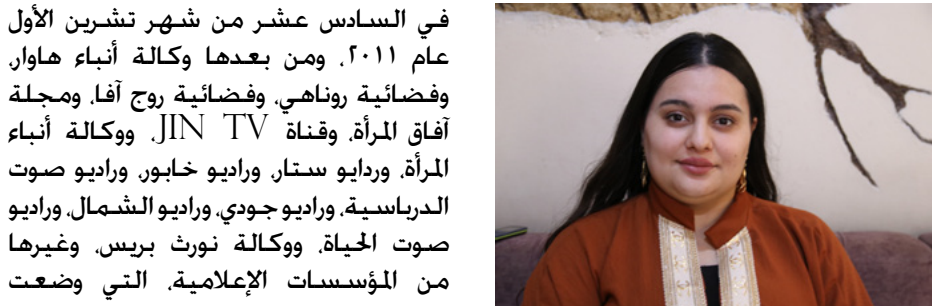 في السادس عشر من شهر تشرين الأول
عام ٢٠١١، ومن بعدها وكالة أنباء هاوار،
وفضائية روناهي، وفضائية روج آفا، ومجلة
آفاق المرأة، وقناة JIN TV، ووكالة أنباء
المرأة، وردايو ستار، وراديو خابور، وراديو صوت
الدرباسية، وراديو جودي، وراديو الشمال، وراديو
صوت الحياة، ووكالة نورث بريس، وغيرها
من المؤسسات الإعلامية، التي وضعت